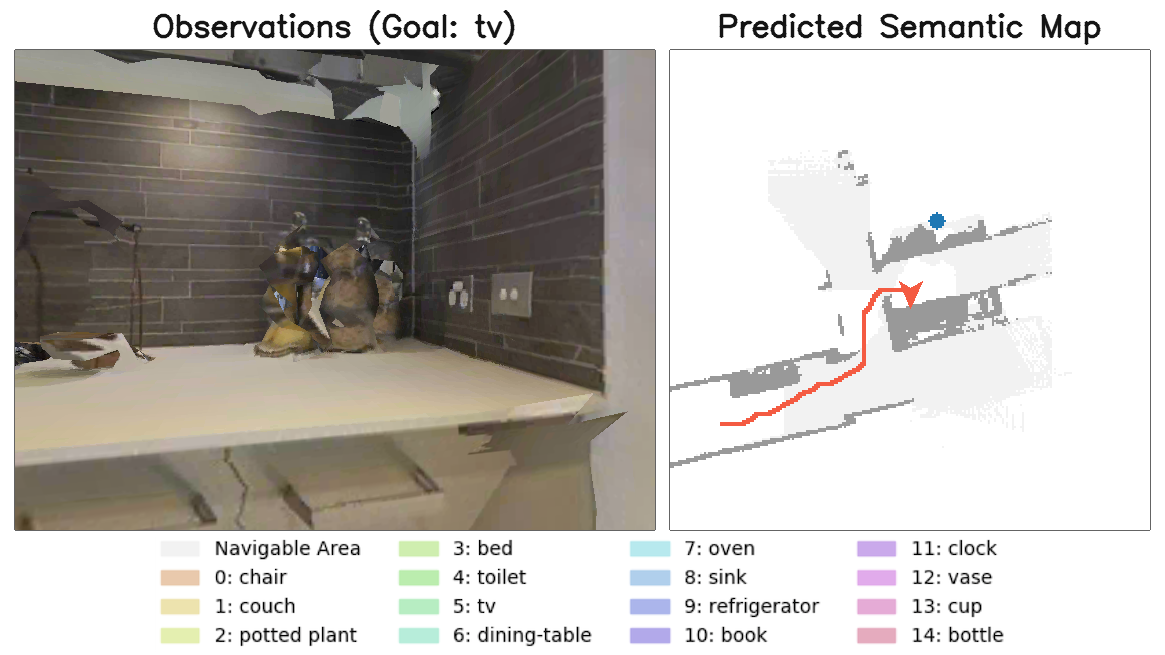 Observations (Goal: tv)
Predicted Semantic Map
Navigable Area
0: chair
1: couch
2: potted plant
3: bed
4: toilet
5: tv
6: dining-table
7: oven
8: sink
9: refrigerator
10: book
11: clock
12: vase
13: cup
14: bottle